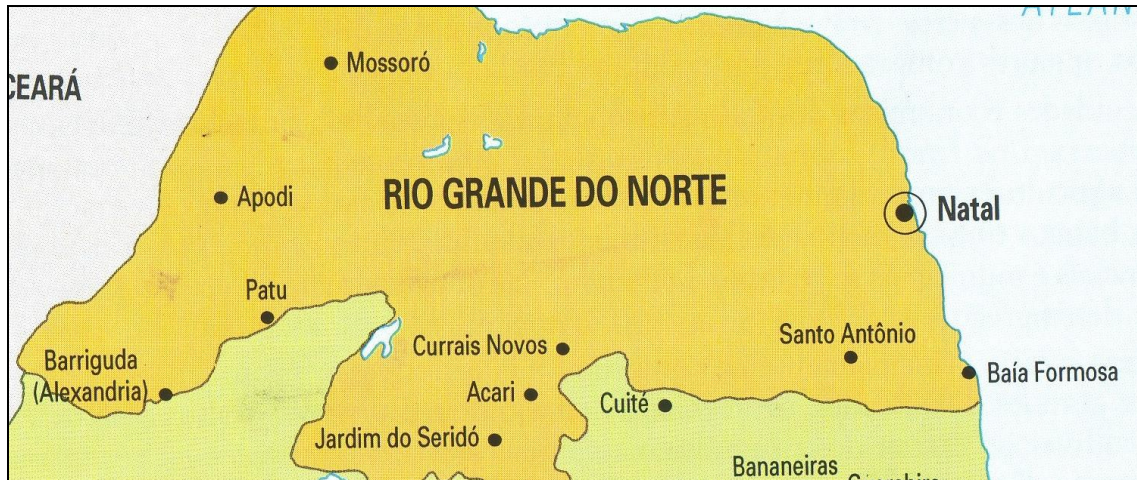 Mossoró
CEARÁ
Apodi
RIO GRANDE DO NORTE
Natal
Patu
Santo Antônio
Currais Novos
Barriguda
(Alexandria)
Baía Formosa
Acari
Cuité
Jardim do Seridó
Bananeiras